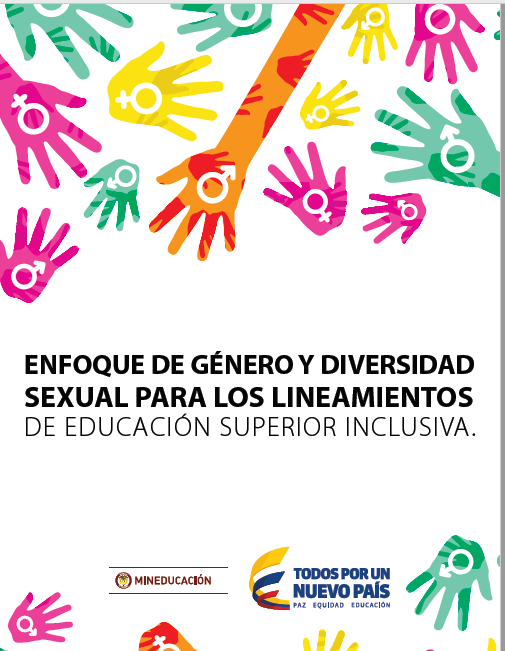 ENFOQUE DE GÉNERO Y DIVERSIDAD
SEXUAL PARA LOS LINEAMIENTOS
DE EDUCACIÓN SUPERIOR INCLUSIVA.
MINEDUCACIÓN
TODOS POR UN
NUEVO PAÍS
PAZ EQUIDAD EDUCACIÓN